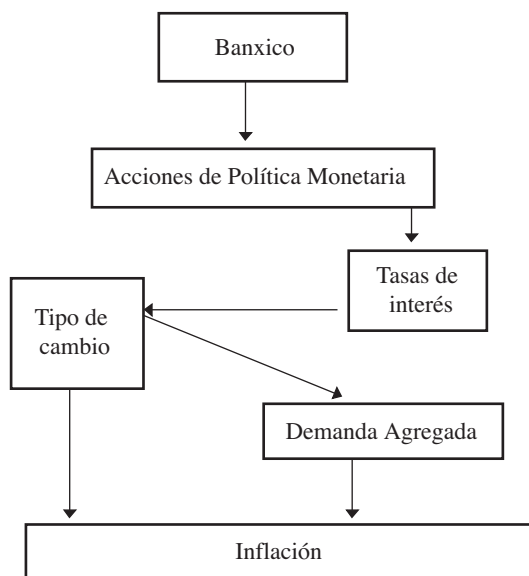 Banxico
Acciones de Política Monetaria
Tasas de
interés
Tipo de
cambio
Demanda Agregada
Inflación